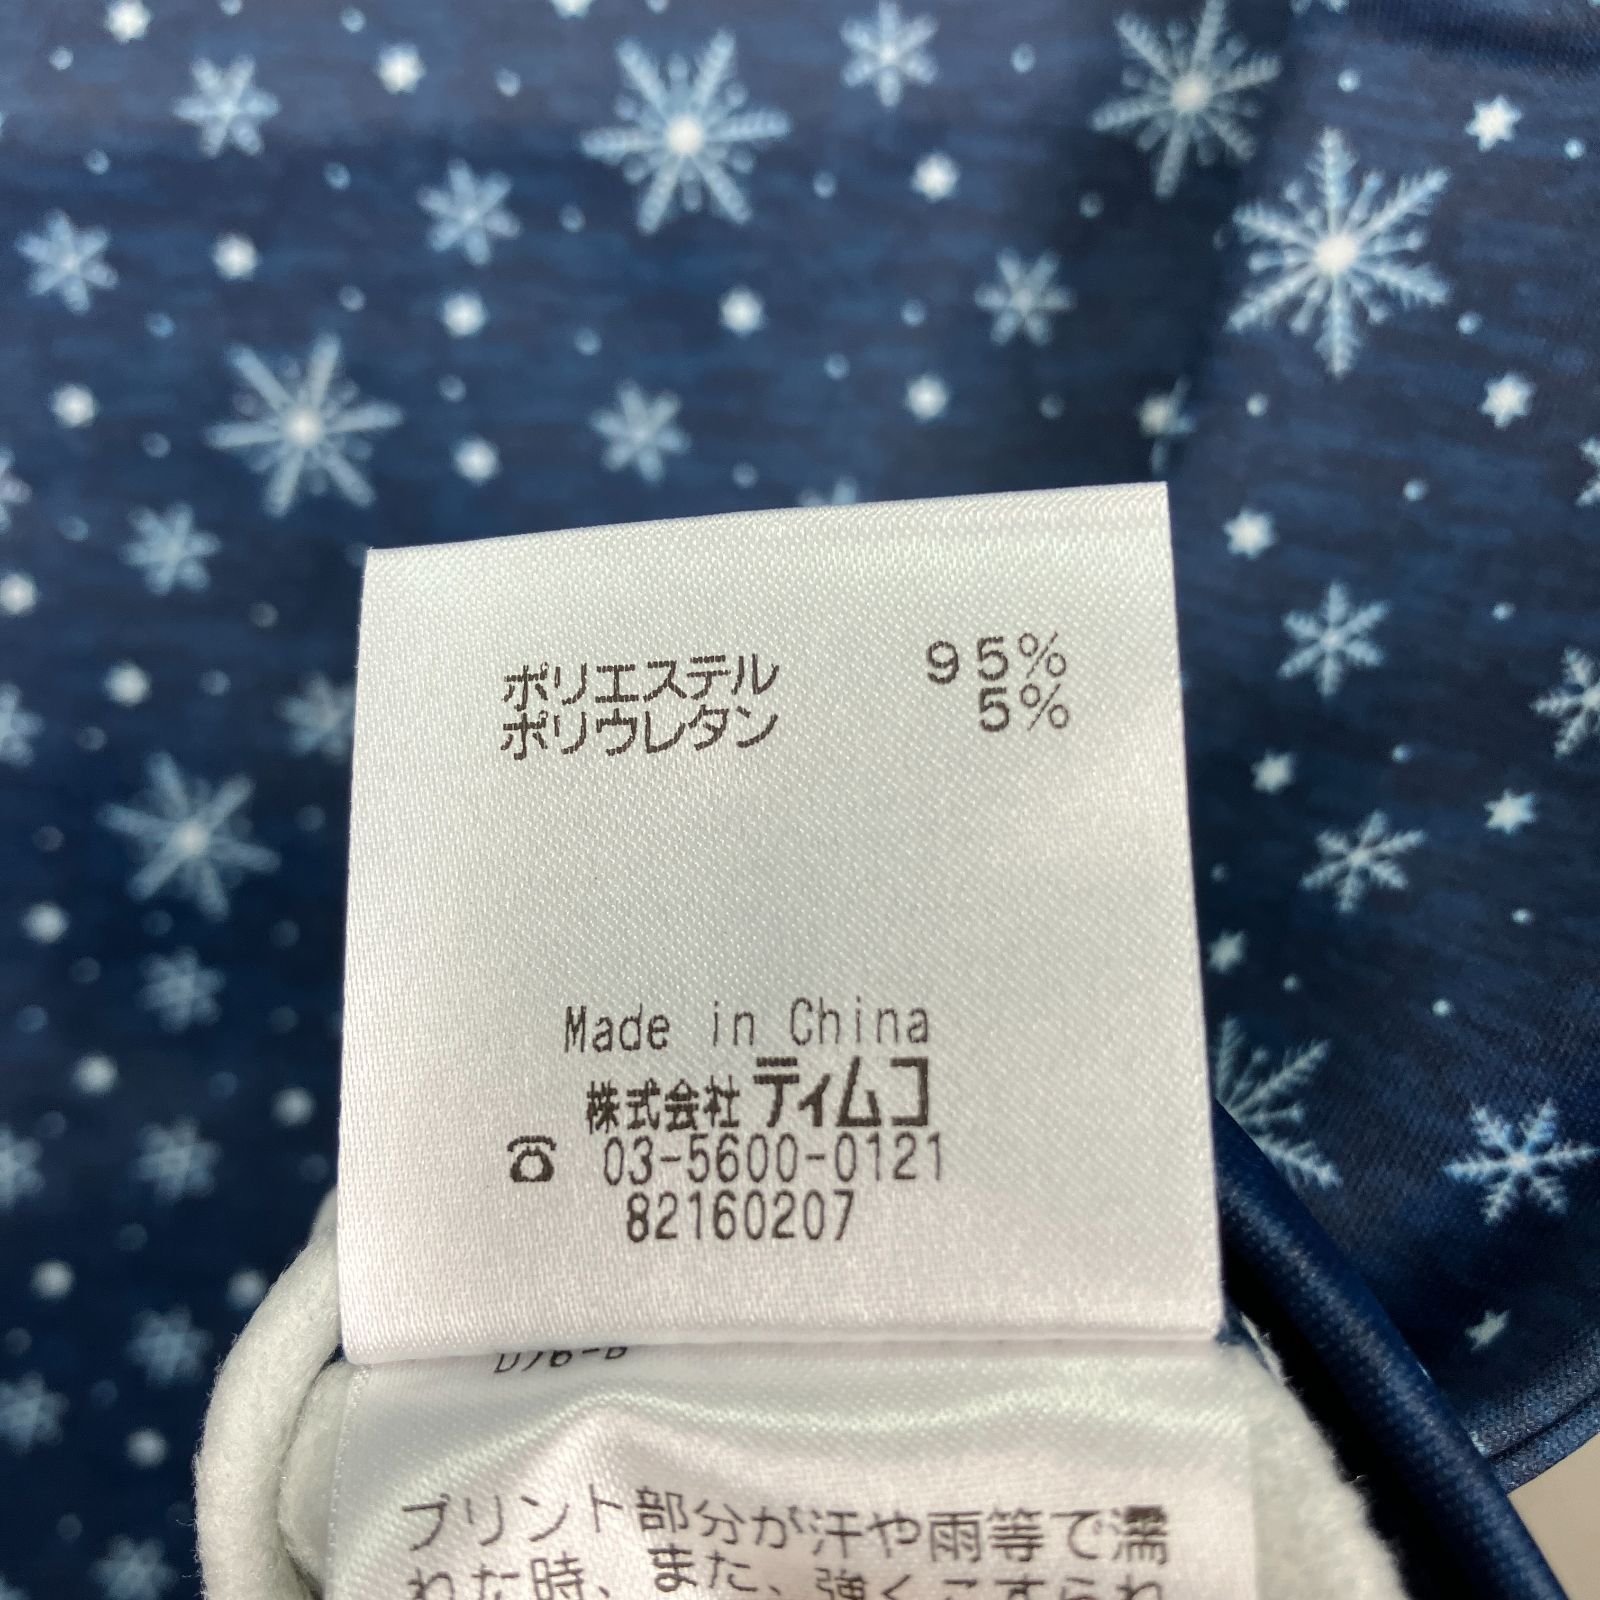 ポリエステル 95%
ポリウレタン 5%
Made in China
株式会社ティムコ
☎ 03-5600-0121
82160207
プリント部分が汗や雨等で濡
れた時、また、強くこすられ